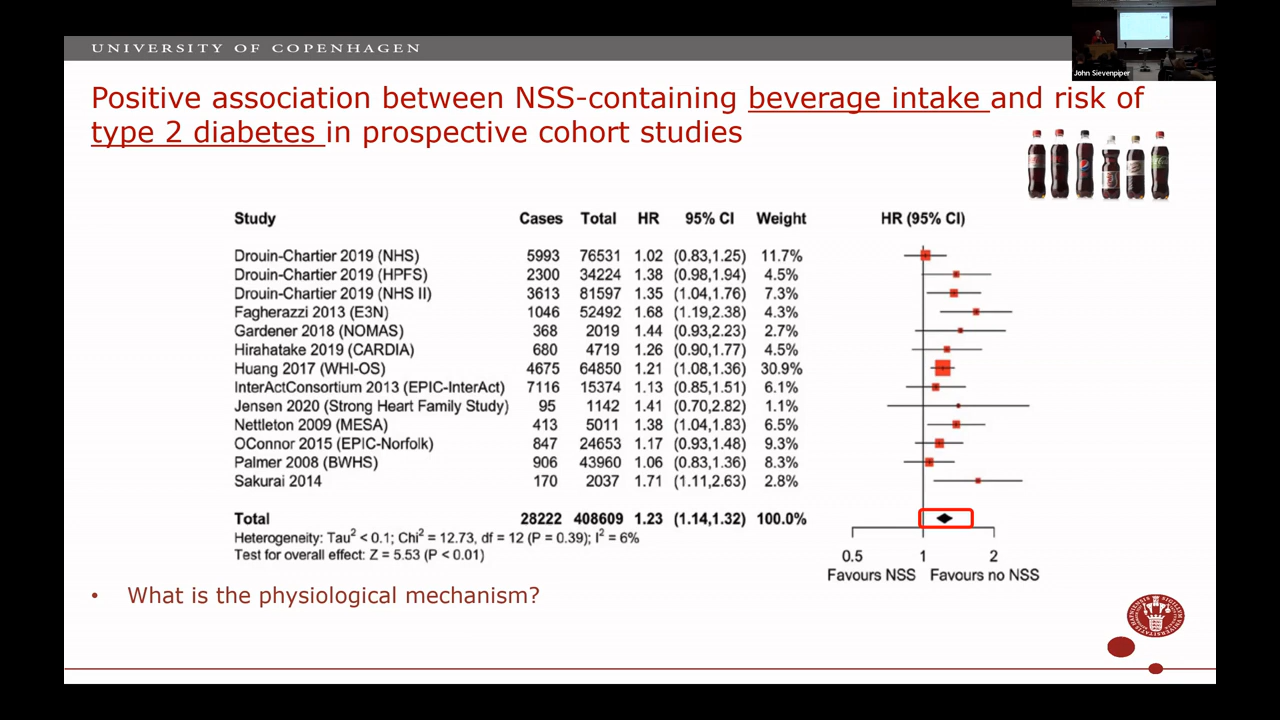 UNIVERSITY OF COPENHAGEN
John Sievenpiper
Positive association between NSS-containing beverage intake and risk of
type 2 diabetes in prospective cohort studies
Study Cases Total HR 95% CI Weight HR (95% CI)
Drouin-Chartier 2019 (NHS) 5993 76531 1.02 (0.83,1.25) 11.7%
Drouin-Chartier 2019 (HPFS) 2300 34224 1.38 (0.98,1.94) 4.5%
Drouin-Chartier 2019 (NHS II) 3613 81597 1.35 (1.04,1.76) 7.3%
Fagherazzi 2013 (E3N) 1046 52492 1.68 (1.19,2.38) 4.3%
Gardener 2018 (NOMAS) 368 2019 1.44 (0.93,2.23) 2.7%
Hirahatake 2019 (CARDIA) 680 4719 1.26 (0.90,1.77) 4.5%
Huang 2017 (WHI-OS) 4675 64850 1.21 (1.08,1.36) 30.9%
InterActConsortium 2013 (EPIC-InterAct) 7116 15374 1.13 (0.85,1.51) 6.1%
Jensen 2020 (Strong Heart Family Study) 95 1142 1.41 (0.70,2.82) 1.1%
Nettleton 2009 (MESA) 413 5011 1.38 (1.04,1.83) 6.5%
OConnor 2015 (EPIC-Norfolk) 847 24653 1.17 (0.93,1.48) 9.3%
Palmer 2008 (BWHS) 906 43960 1.06 (0.83,1.36) 8.3%
Sakurai 2014 170 2037 1.71 (1.11,2.63) 2.8%
Total 28222 408609 1.23 (1.14,1.32) 100.0%
Heterogeneity: Tau² < 0.1; Chi² = 12.73, df = 12 (P = 0.39); I² = 6%
Test for overall effect: Z = 5.53 (P < 0.01)
0.5 1 2
Favours NSS Favours no NSS
• What is the physiological mechanism?